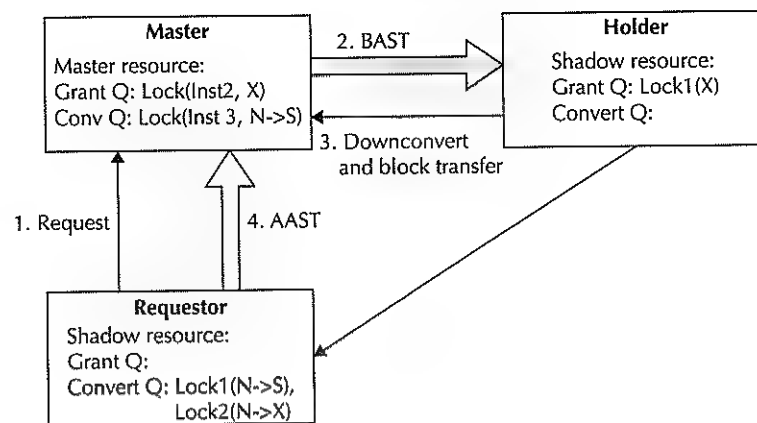 Master
Master resource:
Grant Q: Lock(Inst2, X)
Conv Q: Lock(Inst 3, N->S)
2. BAST
Holder
Shadow resource:
Grant Q: Lock1(X)
Convert Q:
3. Downconvert
and block transfer
1. Request
4. AAST
Requestor
Shadow resource:
Grant Q:
Convert Q: Lock1(N->S),
Lock2(N->X)